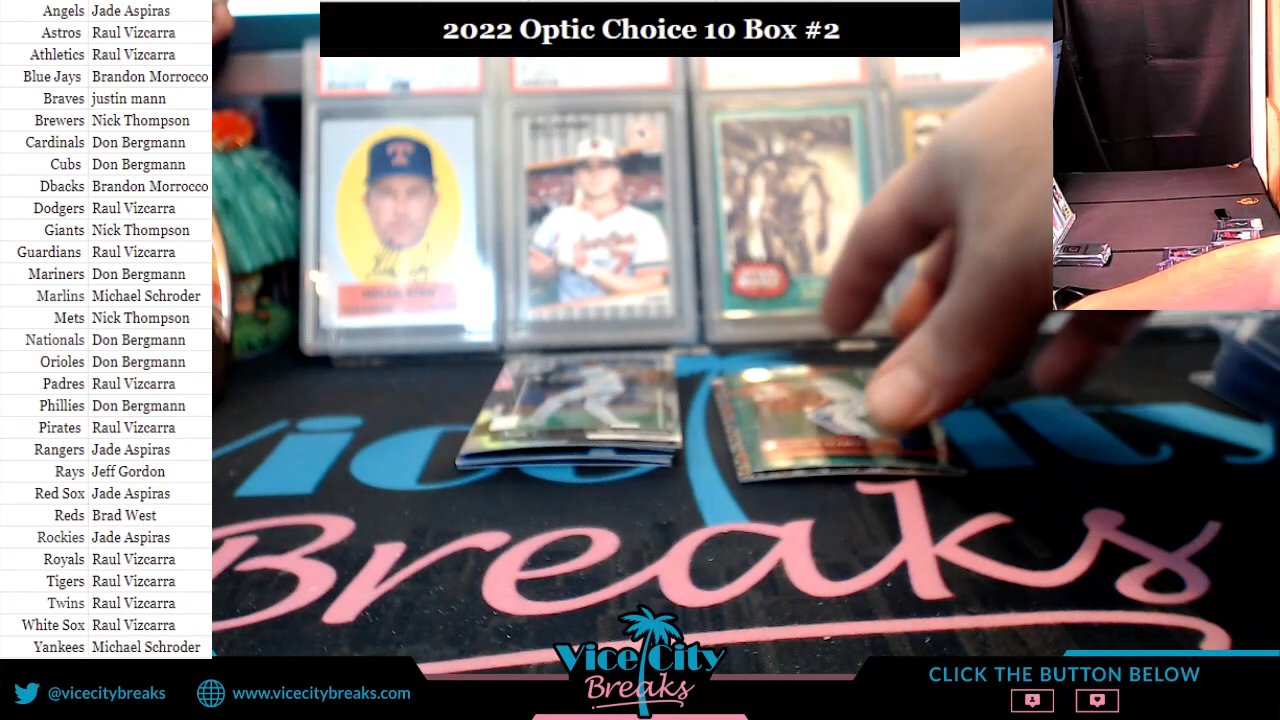 2022 Optic Choice 10 Box #2
Angels Jade Aspiras
Astros Raul Vizcarra
Athletics Raul Vizcarra
Blue Jays Brandon Morrocco
Braves justin mann
Brewers Nick Thompson
Cardinals Don Bergmann
Cubs Don Bergmann
Dbacks Brandon Morrocco
Dodgers Raul Vizcarra
Giants Nick Thompson
Guardians Raul Vizcarra
Mariners Don Bergmann
Marlins Michael Schroder
Mets Nick Thompson
Nationals Don Bergmann
Orioles Don Bergmann
Padres Raul Vizcarra
Phillies Don Bergmann
Pirates Raul Vizcarra
Rangers Jade Aspiras
Rays Jeff Gordon
Red Sox Jade Aspiras
Reds Brad West
Rockies Jade Aspiras
Royals Raul Vizcarra
Tigers Raul Vizcarra
Twins Raul Vizcarra
White Sox Raul Vizcarra
Yankees Michael Schroder
T
Vice City
Breaks
Vice City
Breaks
@vicecitybreaks
www.vicecitybreaks.com
CLICK THE BUTTON BELOW